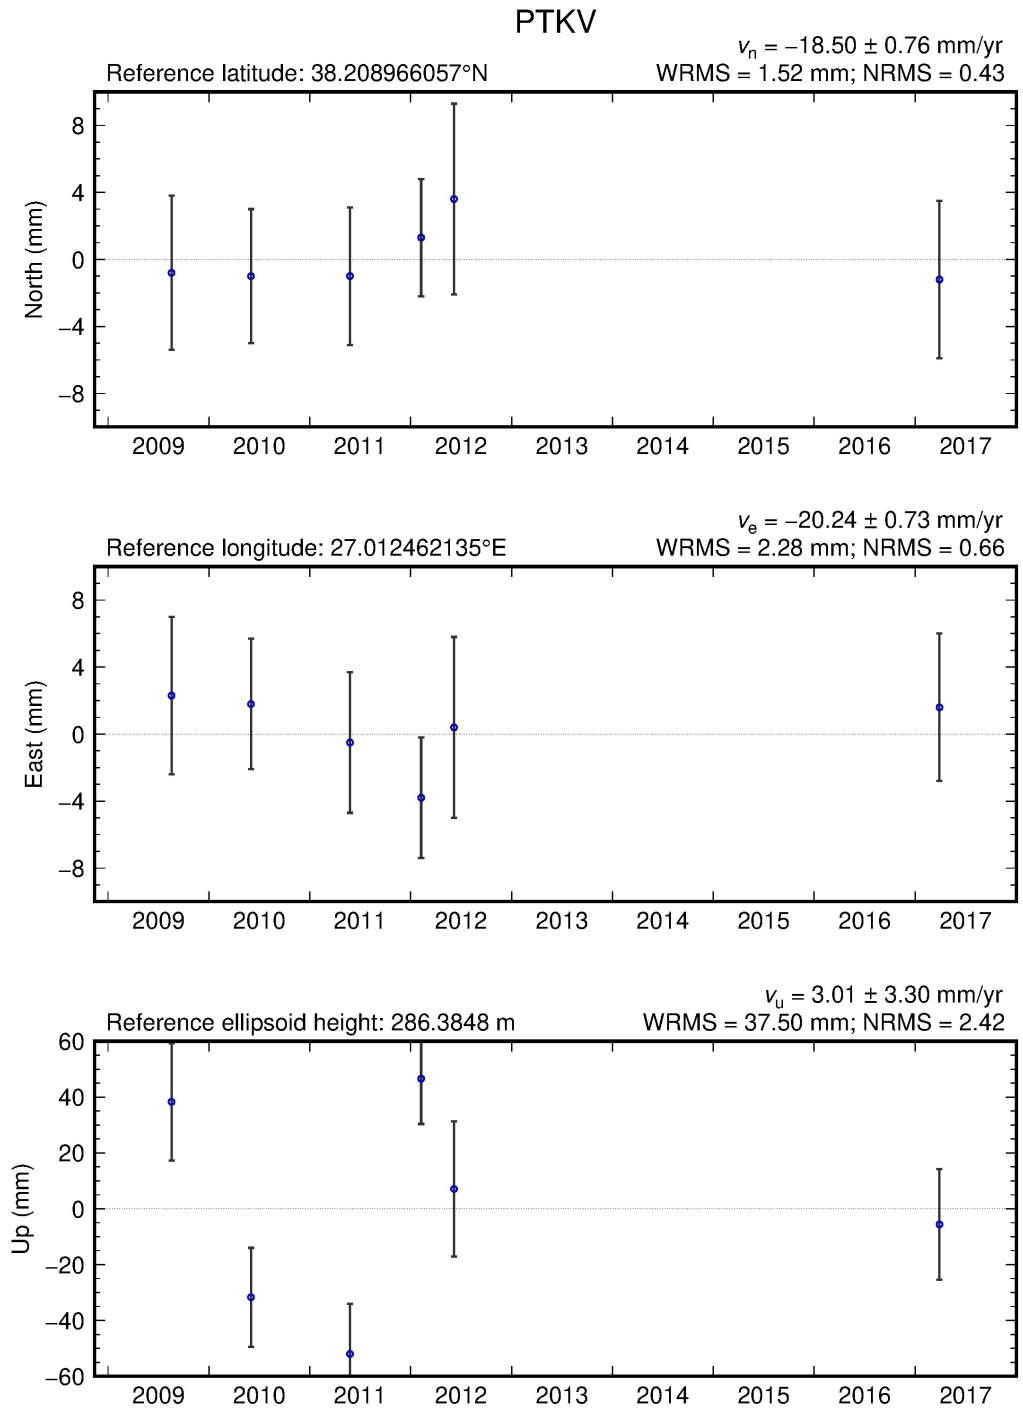 PTKV
vn = −18.50 ± 0.76 mm/yr
Reference latitude: 38.208966057°N WRMS = 1.52 mm; NRMS = 0.43
8
4
0
−4
−8
North (mm)
2009 2010 2011 2012 2013 2014 2015 2016 2017
ve = −20.24 ± 0.73 mm/yr
Reference longitude: 27.012462135°E WRMS = 2.28 mm; NRMS = 0.66
8
4
0
−4
−8
East (mm)
2009 2010 2011 2012 2013 2014 2015 2016 2017
vu = 3.01 ± 3.30 mm/yr
Reference ellipsoid height: 286.3848 m WRMS = 37.50 mm; NRMS = 2.42
60
40
20
0
−20
−40
−60
Up (mm)
2009 2010 2011 2012 2013 2014 2015 2016 2017